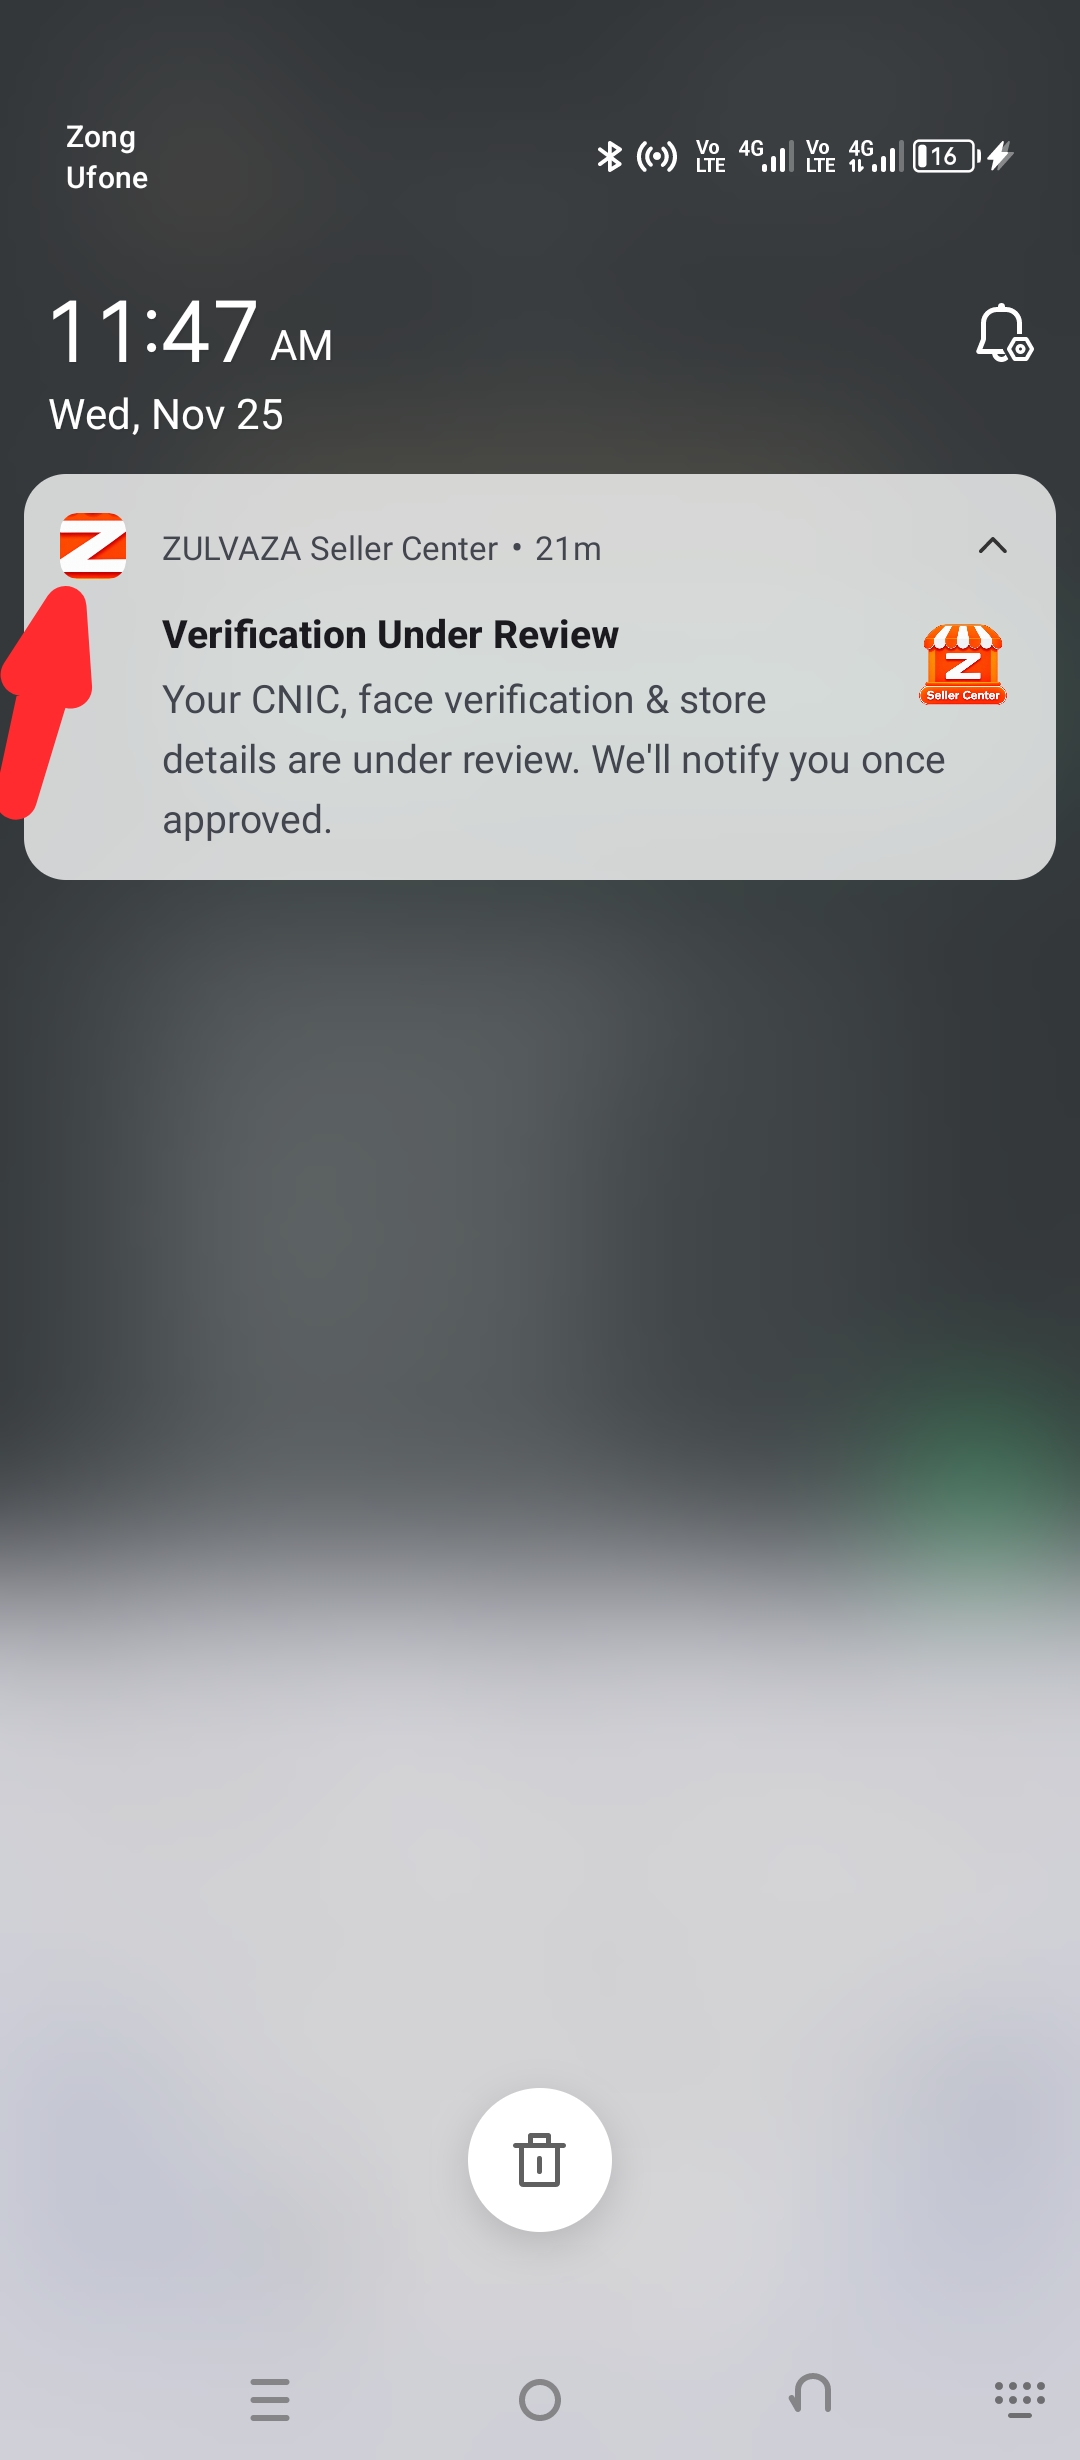 Zong
Ufone
Vo LTE 4G Vo LTE 4G 16
11:47 AM
Wed, Nov 25
ZULVAZA Seller Center • 21m
Verification Under Review
Your CNIC, face verification & store
details are under review. We'll notify you once
approved.
Z
Seller Center